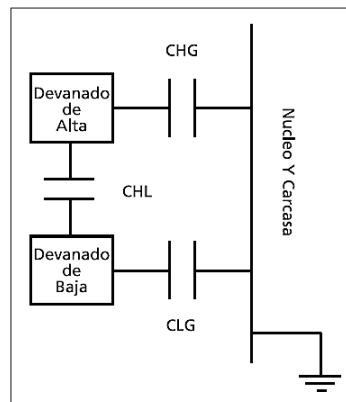 CHG
Devanado
de
Alta
CHL
Devanado
de
Baja
CLG
Nucleo Y Carcasa